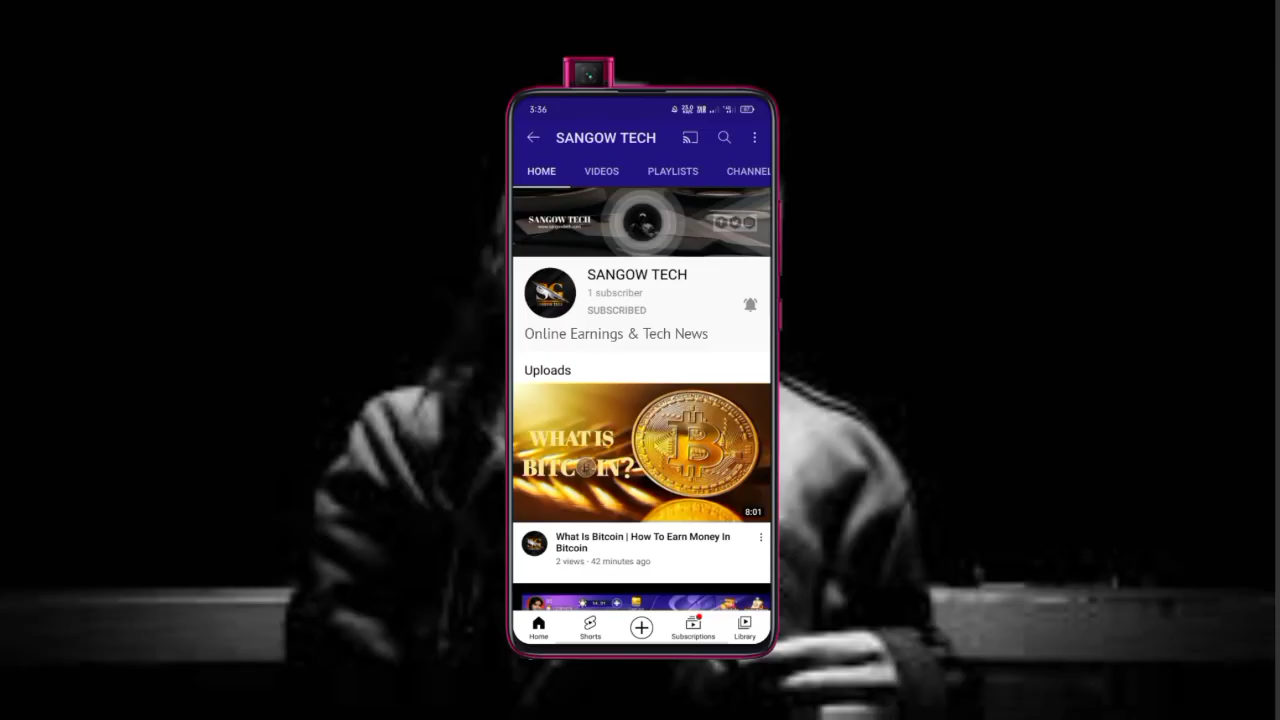 3:36
SANGOW TECH
HOME VIDEOS PLAYLISTS CHANNEL
SANGOW TECH
SANGOW TECH
1 subscriber
SUBSCRIBED
Online Earnings & Tech News
Uploads
WHAT IS
BITCOIN?
8:01
What Is Bitcoin | How To Earn Money In
Bitcoin
2 views · 42 minutes ago
Home Shorts Subscriptions Library